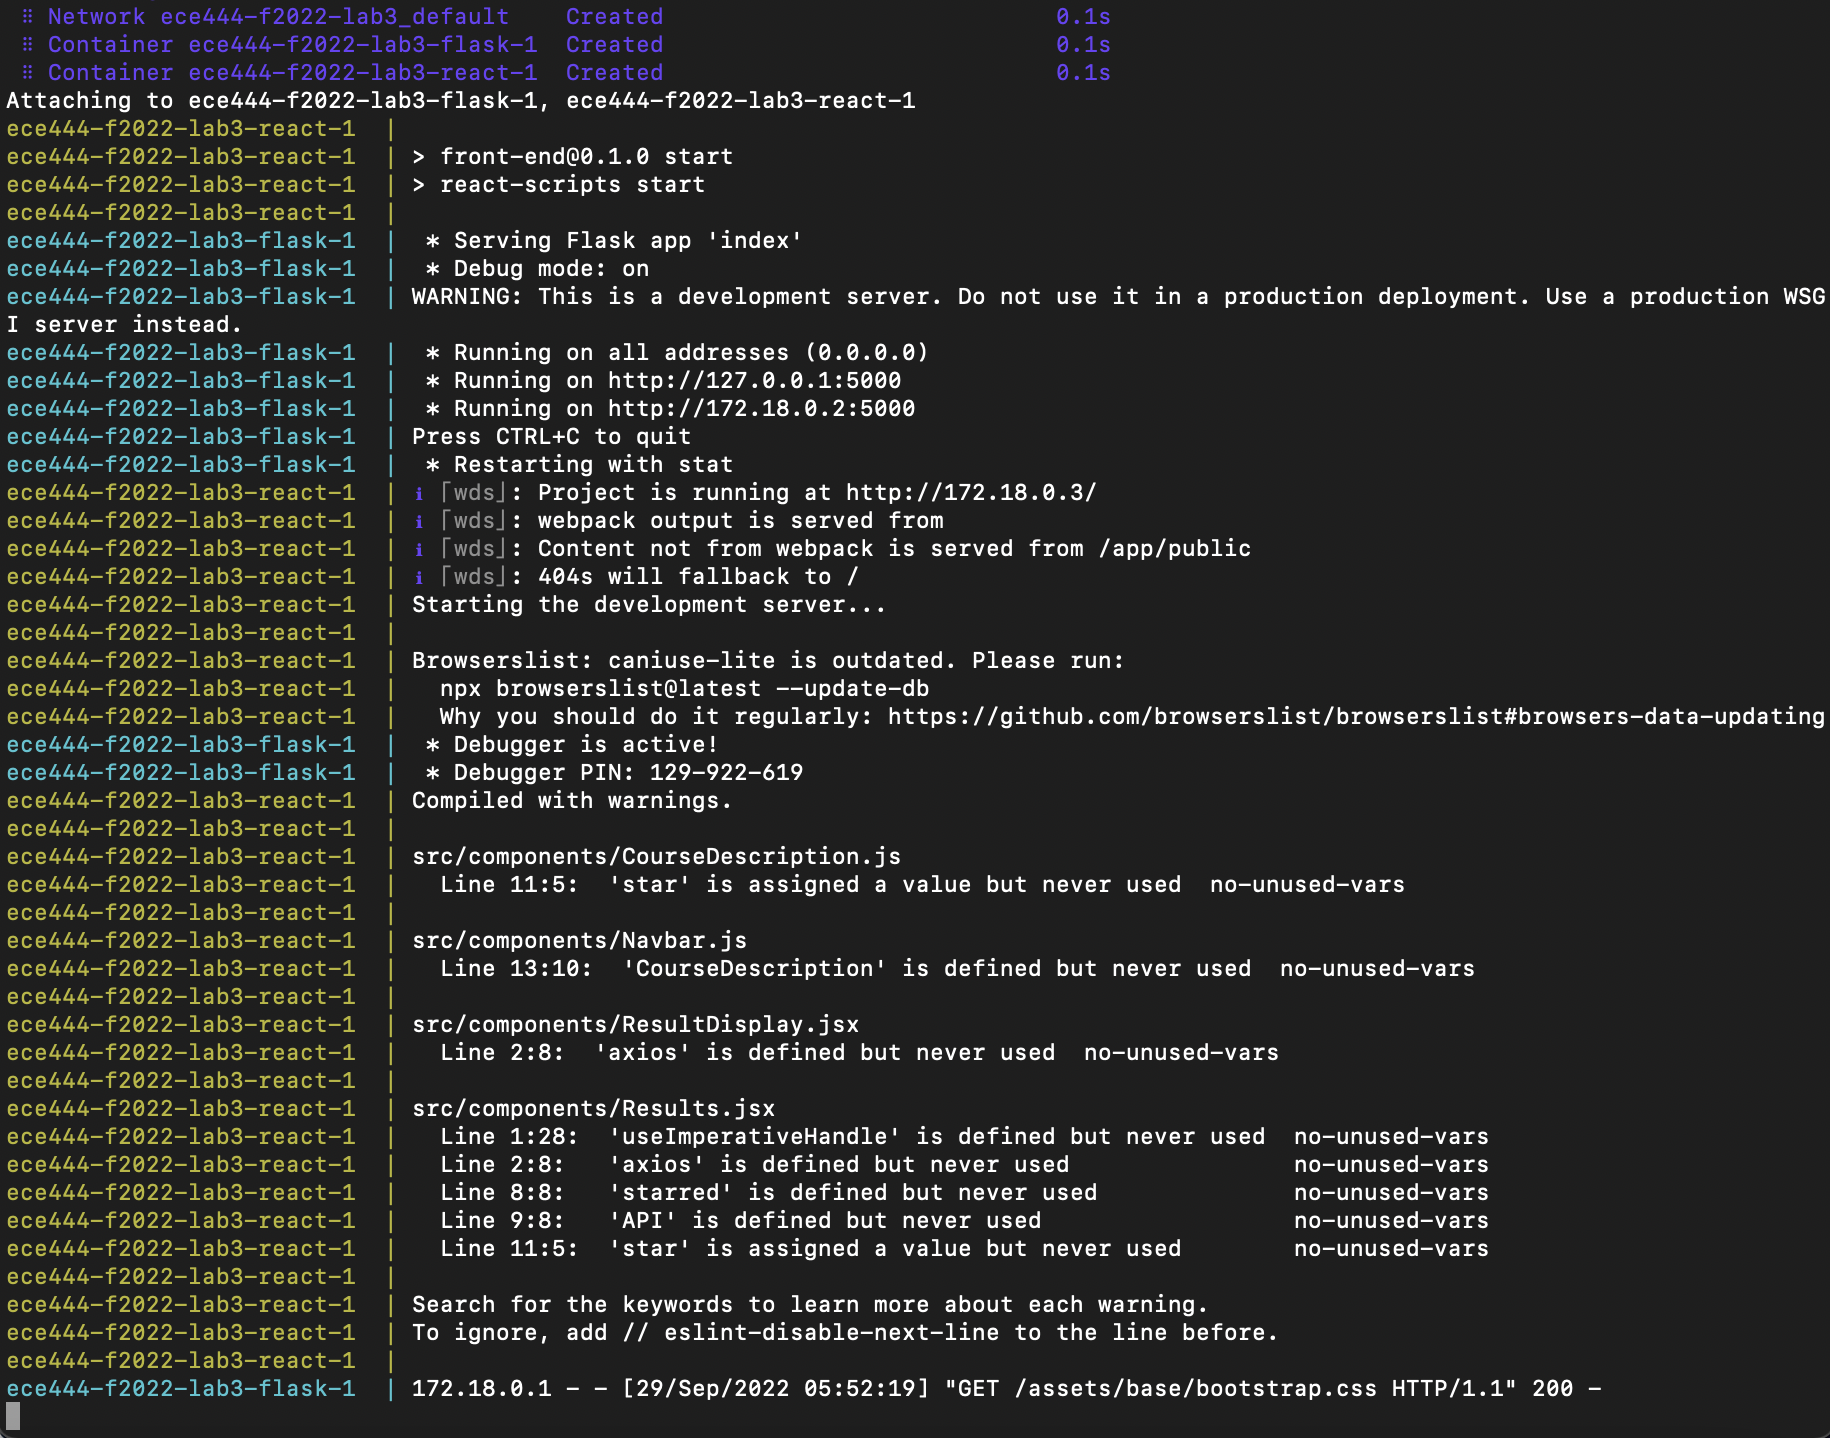 ⠿ Network ece444-f2022-lab3_default    Created                            0.1s
⠿ Container ece444-f2022-lab3-flask-1  Created                            0.1s
⠿ Container ece444-f2022-lab3-react-1  Created                            0.1s
Attaching to ece444-f2022-lab3-flask-1, ece444-f2022-lab3-react-1
ece444-f2022-lab3-react-1  |
ece444-f2022-lab3-react-1  | > front-end@0.1.0 start
ece444-f2022-lab3-react-1  | > react-scripts start
ece444-f2022-lab3-react-1  |
ece444-f2022-lab3-flask-1  |  * Serving Flask app 'index'
ece444-f2022-lab3-flask-1  |  * Debug mode: on
ece444-f2022-lab3-flask-1  | WARNING: This is a development server. Do not use it in a production deployment. Use a production WSG
I server instead.
ece444-f2022-lab3-flask-1  |  * Running on all addresses (0.0.0.0)
ece444-f2022-lab3-flask-1  |  * Running on http://127.0.0.1:5000
ece444-f2022-lab3-flask-1  |  * Running on http://172.18.0.2:5000
ece444-f2022-lab3-flask-1  | Press CTRL+C to quit
ece444-f2022-lab3-flask-1  |  * Restarting with stat
ece444-f2022-lab3-react-1  | ℹ ｢wds｣: Project is running at http://172.18.0.3/
ece444-f2022-lab3-react-1  | ℹ ｢wds｣: webpack output is served from
ece444-f2022-lab3-react-1  | ℹ ｢wds｣: Content not from webpack is served from /app/public
ece444-f2022-lab3-react-1  | ℹ ｢wds｣: 404s will fallback to /
ece444-f2022-lab3-react-1  | Starting the development server...
ece444-f2022-lab3-react-1  |
ece444-f2022-lab3-react-1  | Browserslist: caniuse-lite is outdated. Please run:
ece444-f2022-lab3-react-1  |   npx browserslist@latest --update-db
ece444-f2022-lab3-react-1  |   Why you should do it regularly: https://github.com/browserslist/browserslist#browsers-data-updating
ece444-f2022-lab3-flask-1  |  * Debugger is active!
ece444-f2022-lab3-flask-1  |  * Debugger PIN: 129-922-619
ece444-f2022-lab3-react-1  | Compiled with warnings.
ece444-f2022-lab3-react-1  |
ece444-f2022-lab3-react-1  | src/components/CourseDescription.js
ece444-f2022-lab3-react-1  |   Line 11:5:  'star' is assigned a value but never used  no-unused-vars
ece444-f2022-lab3-react-1  |
ece444-f2022-lab3-react-1  | src/components/Navbar.js
ece444-f2022-lab3-react-1  |   Line 13:10:  'CourseDescription' is defined but never used  no-unused-vars
ece444-f2022-lab3-react-1  |
ece444-f2022-lab3-react-1  | src/components/ResultDisplay.jsx
ece444-f2022-lab3-react-1  |   Line 2:8:  'axios' is defined but never used  no-unused-vars
ece444-f2022-lab3-react-1  |
ece444-f2022-lab3-react-1  | src/components/Results.jsx
ece444-f2022-lab3-react-1  |   Line 1:28:  'useImperativeHandle' is defined but never used  no-unused-vars
ece444-f2022-lab3-react-1  |   Line 2:8:   'axios' is defined but never used                no-unused-vars
ece444-f2022-lab3-react-1  |   Line 8:8:   'starred' is defined but never used              no-unused-vars
ece444-f2022-lab3-react-1  |   Line 9:8:   'API' is defined but never used                  no-unused-vars
ece444-f2022-lab3-react-1  |   Line 11:5:  'star' is assigned a value but never used        no-unused-vars
ece444-f2022-lab3-react-1  |
ece444-f2022-lab3-react-1  | Search for the keywords to learn more about each warning.
ece444-f2022-lab3-react-1  | To ignore, add // eslint-disable-next-line to the line before.
ece444-f2022-lab3-react-1  |
ece444-f2022-lab3-flask-1  | 172.18.0.1 - - [29/Sep/2022 05:52:19] "GET /assets/base/bootstrap.css HTTP/1.1" 200 -